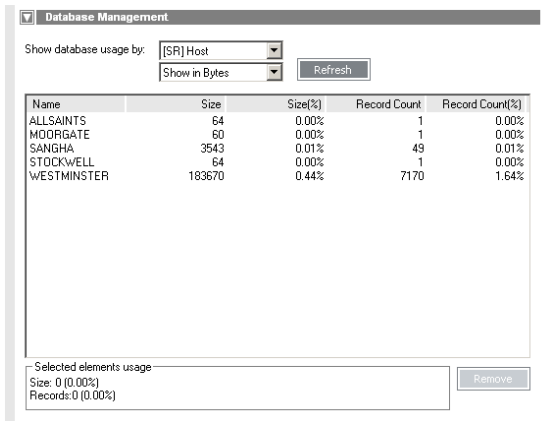 Database Management
Show database usage by: [SR] Host
Show in Bytes Refresh
Name Size Size(%) Record Count Record Count(%)
ALLSAINTS 64 0.00% 1 0.00%
MOORGATE 60 0.00% 1 0.00%
SANGHA 3543 0.01% 49 0.01%
STOCKWELL 64 0.00% 1 0.00%
WESTMINSTER 183670 0.44% 7170 1.64%
Selected elements usage
Size: 0 (0.00%) Remove
Records:0 (0.00%)